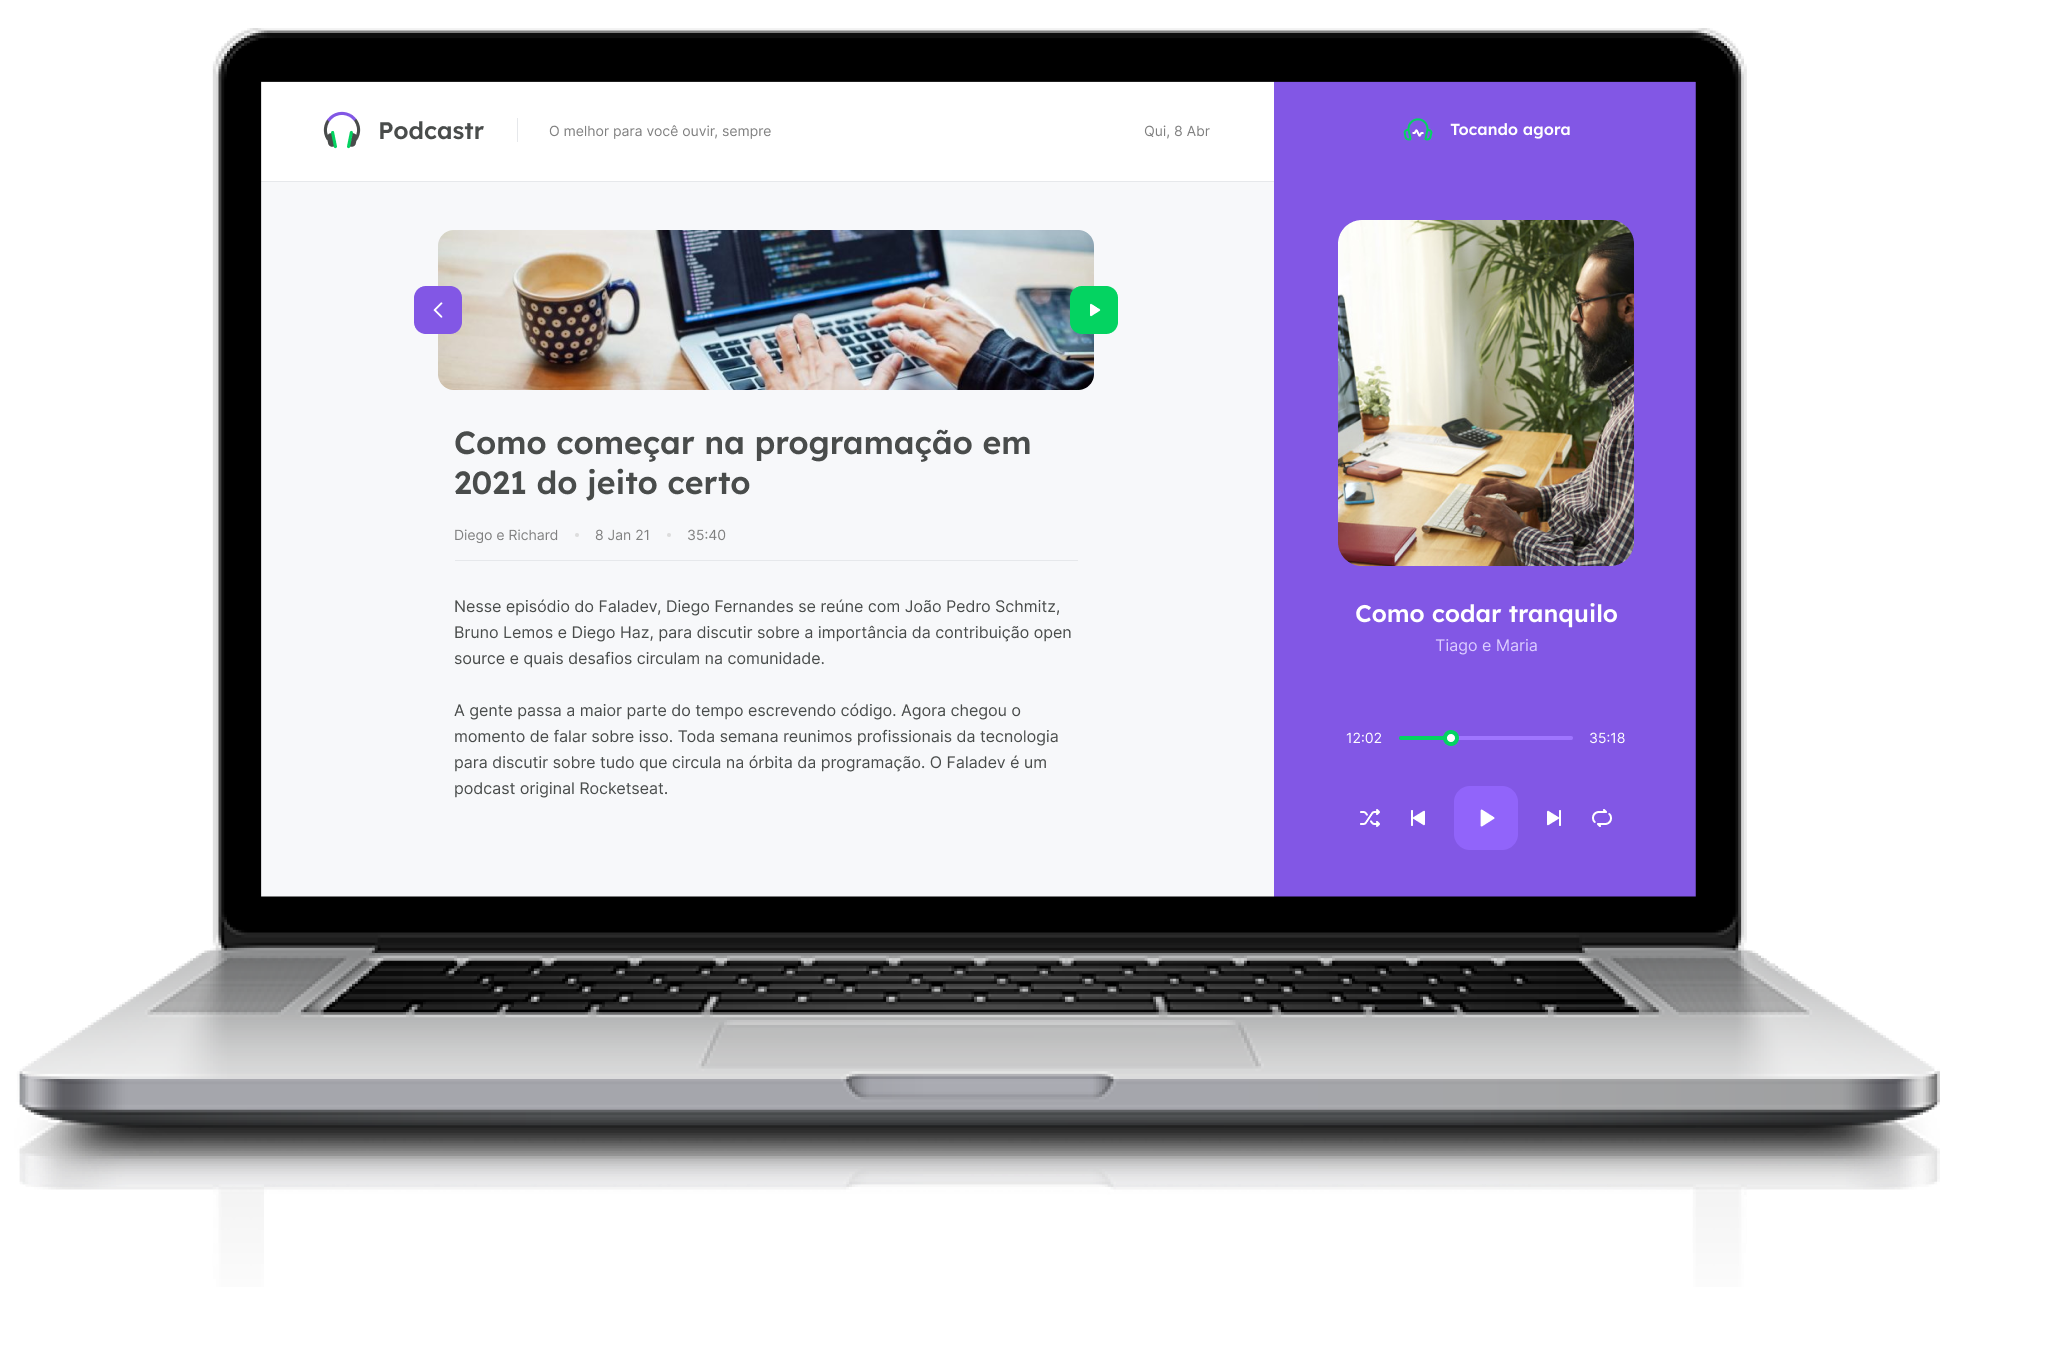 Podcastr
O melhor para você ouvir, sempre
Qui, 8 Abr
Como começar na programação em
2021 do jeito certo
Diego e Richard • 8 Jan 21 • 35:40
Nesse episódio do Faladev, Diego Fernandes se reúne com João Pedro Schmitz,
Bruno Lemos e Diego Haz, para discutir sobre a importância da contribuição open
source e quais desafios circulam na comunidade.
A gente passa a maior parte do tempo escrevendo código. Agora chegou o
momento de falar sobre isso. Toda semana reunimos profissionais da tecnologia
para discutir sobre tudo que circula na órbita da programação. O Faladev é um
podcast original Rocketseat.
Tocando agora
Como codar tranquilo
Tiago e Maria
12:02
35:18